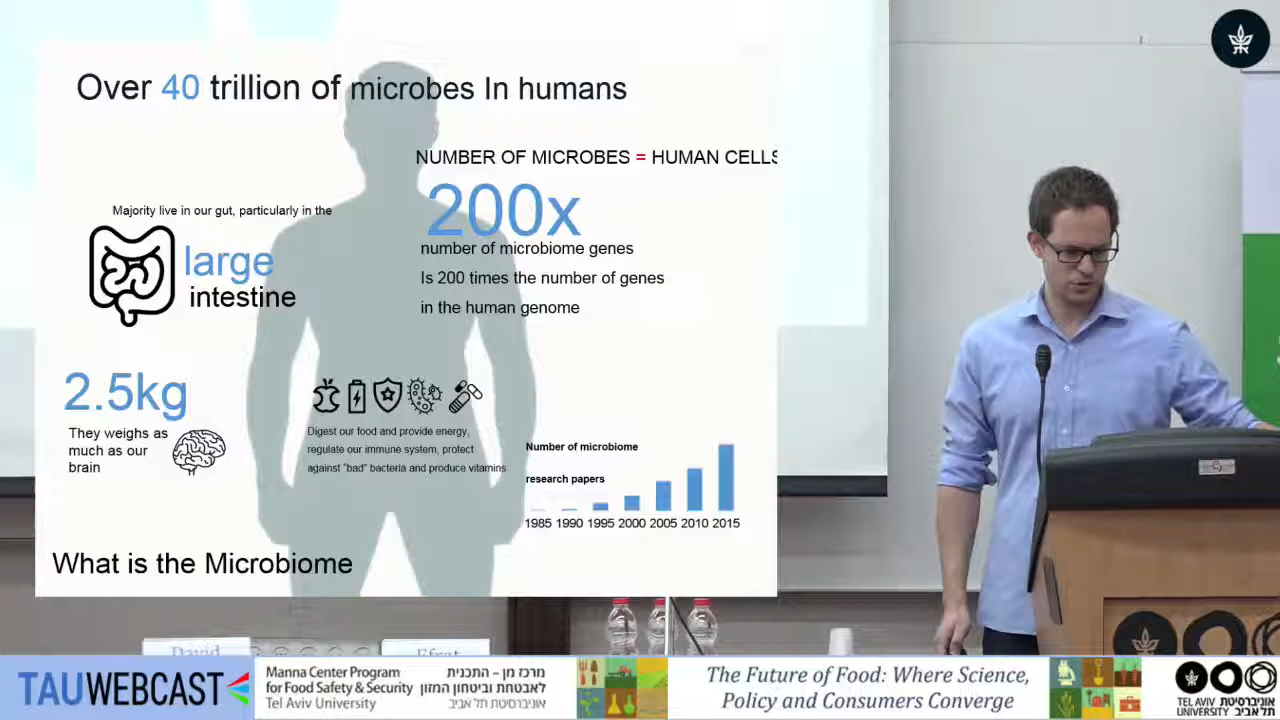 Over 40 trillion of microbes In humans
NUMBER OF MICROBES = HUMAN CELLS
200x
number of microbiome genes
Is 200 times the number of genes
in the human genome
Majority live in our gut, particularly in the
large
intestine
2.5kg
They weighs as
much as our
brain
Digest our food and provide energy,
regulate our immune system, protect
against "bad" bacteria and produce vitamins
Number of microbiome
research papers
1985 1990 1995 2000 2005 2010 2015
What is the Microbiome
David
Efrat
TAUWEBCAST
Manna Center Program
for Food Safety & Security
Tel Aviv University
מרכז מן – התכנית
לאבטחת וביטחון המזון
אוניברסיטת תל אביב
The Future of Food: Where Science,
Policy and Consumers Converge
TEL AVIV אוניברסיטת
UNIVERSITY תל אביב